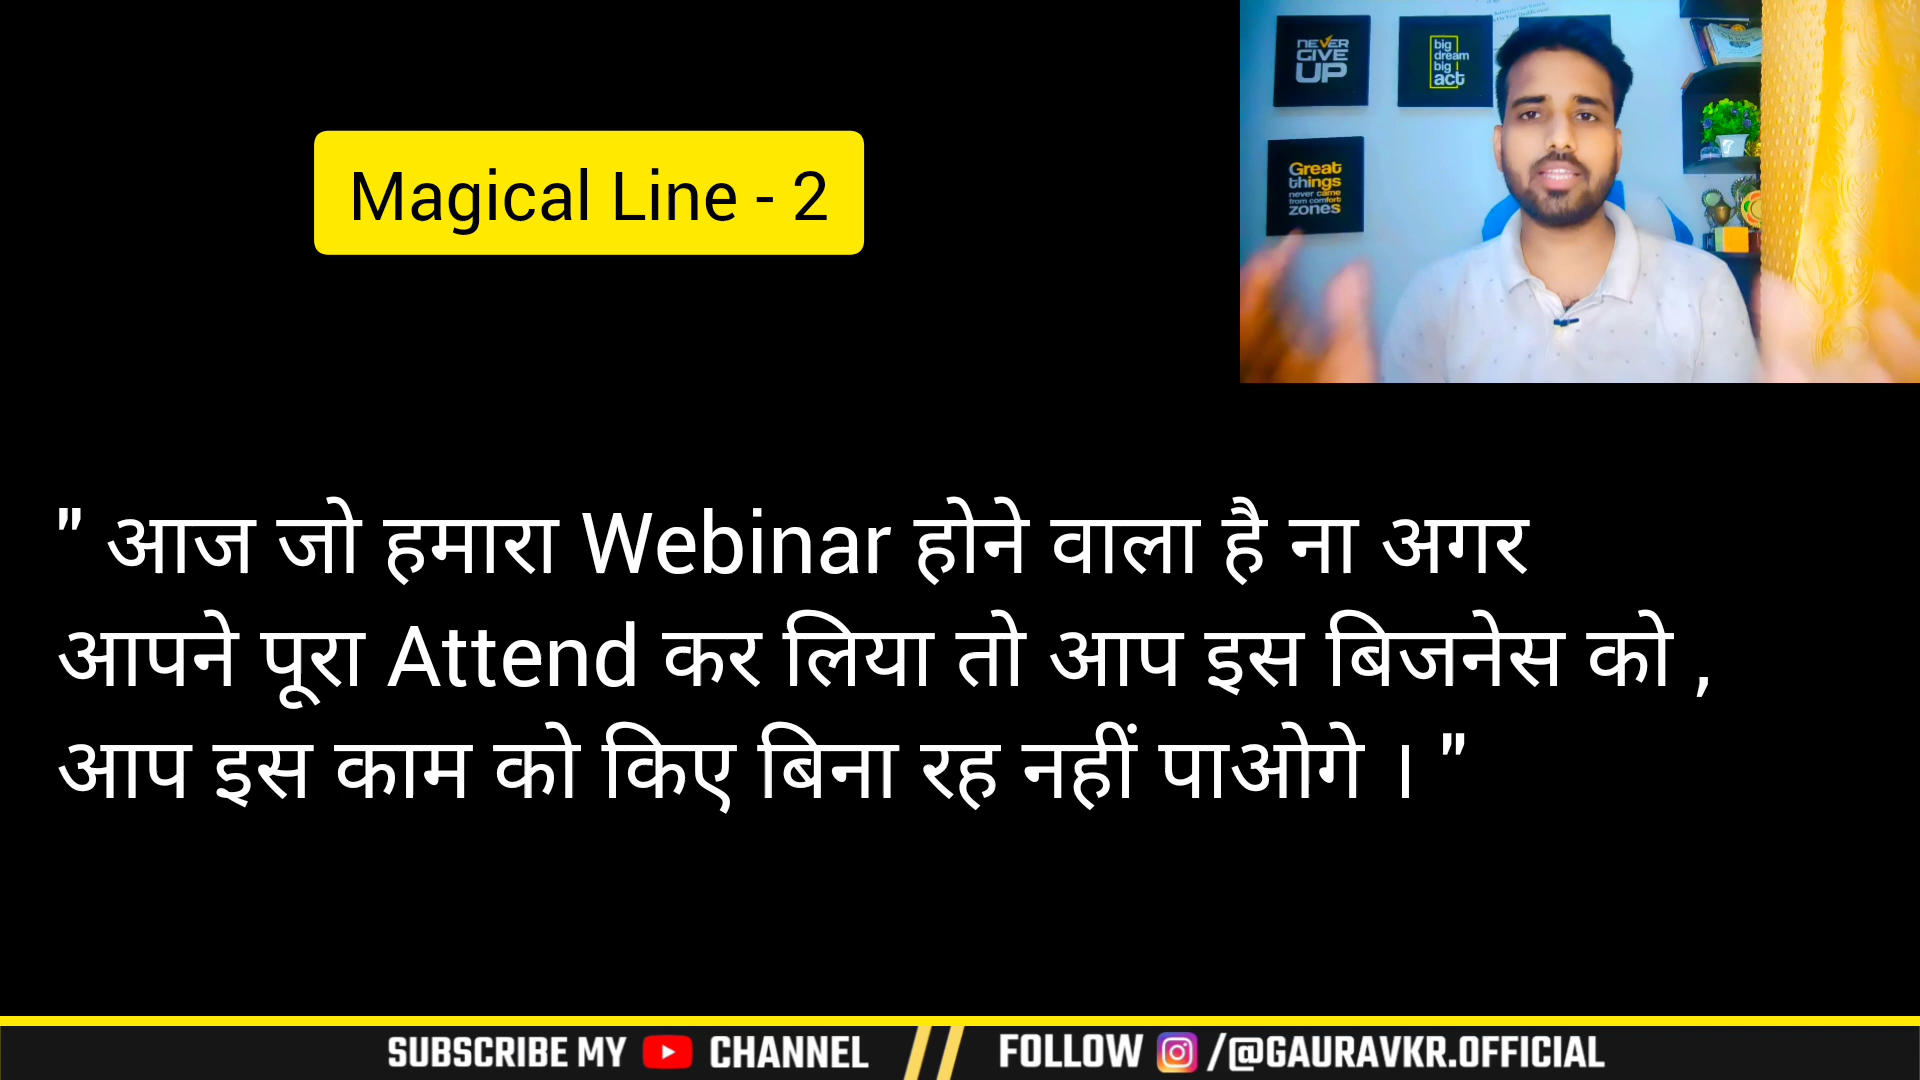 NEVER
GIVE
UP
big
dream
big
act
Great
things
never came
from comfort
zones
Magical Line - 2
" आज जो हमारा Webinar होने वाला है ना अगर
आपने पूरा Attend कर लिया तो आप इस बिजनेस को ,
आप इस काम को किए बिना रह नहीं पाओगे । "
SUBSCRIBE MY CHANNEL // FOLLOW /@GAURAVKR.OFFICIAL